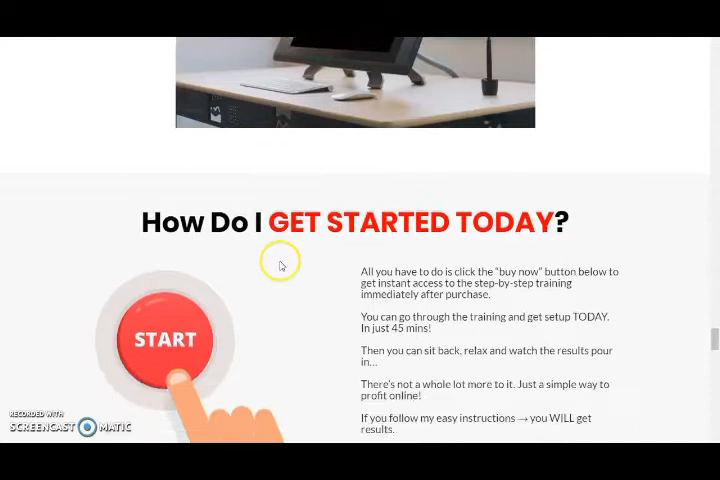 How Do I GET STARTED TODAY?
START
All you have to do is click the "buy now" button below to
get instant access to the step-by-step training
immediately after purchase.
You can go through the training and get setup TODAY.
In just 45 mins!
Then you can sit back, relax and watch the results pour
in...
There's not a whole lot more to it. Just a simple way to
profit online!
If you follow my easy instructions → you WILL get
results.
RECORDED WITH
SCREENCAST MATIC